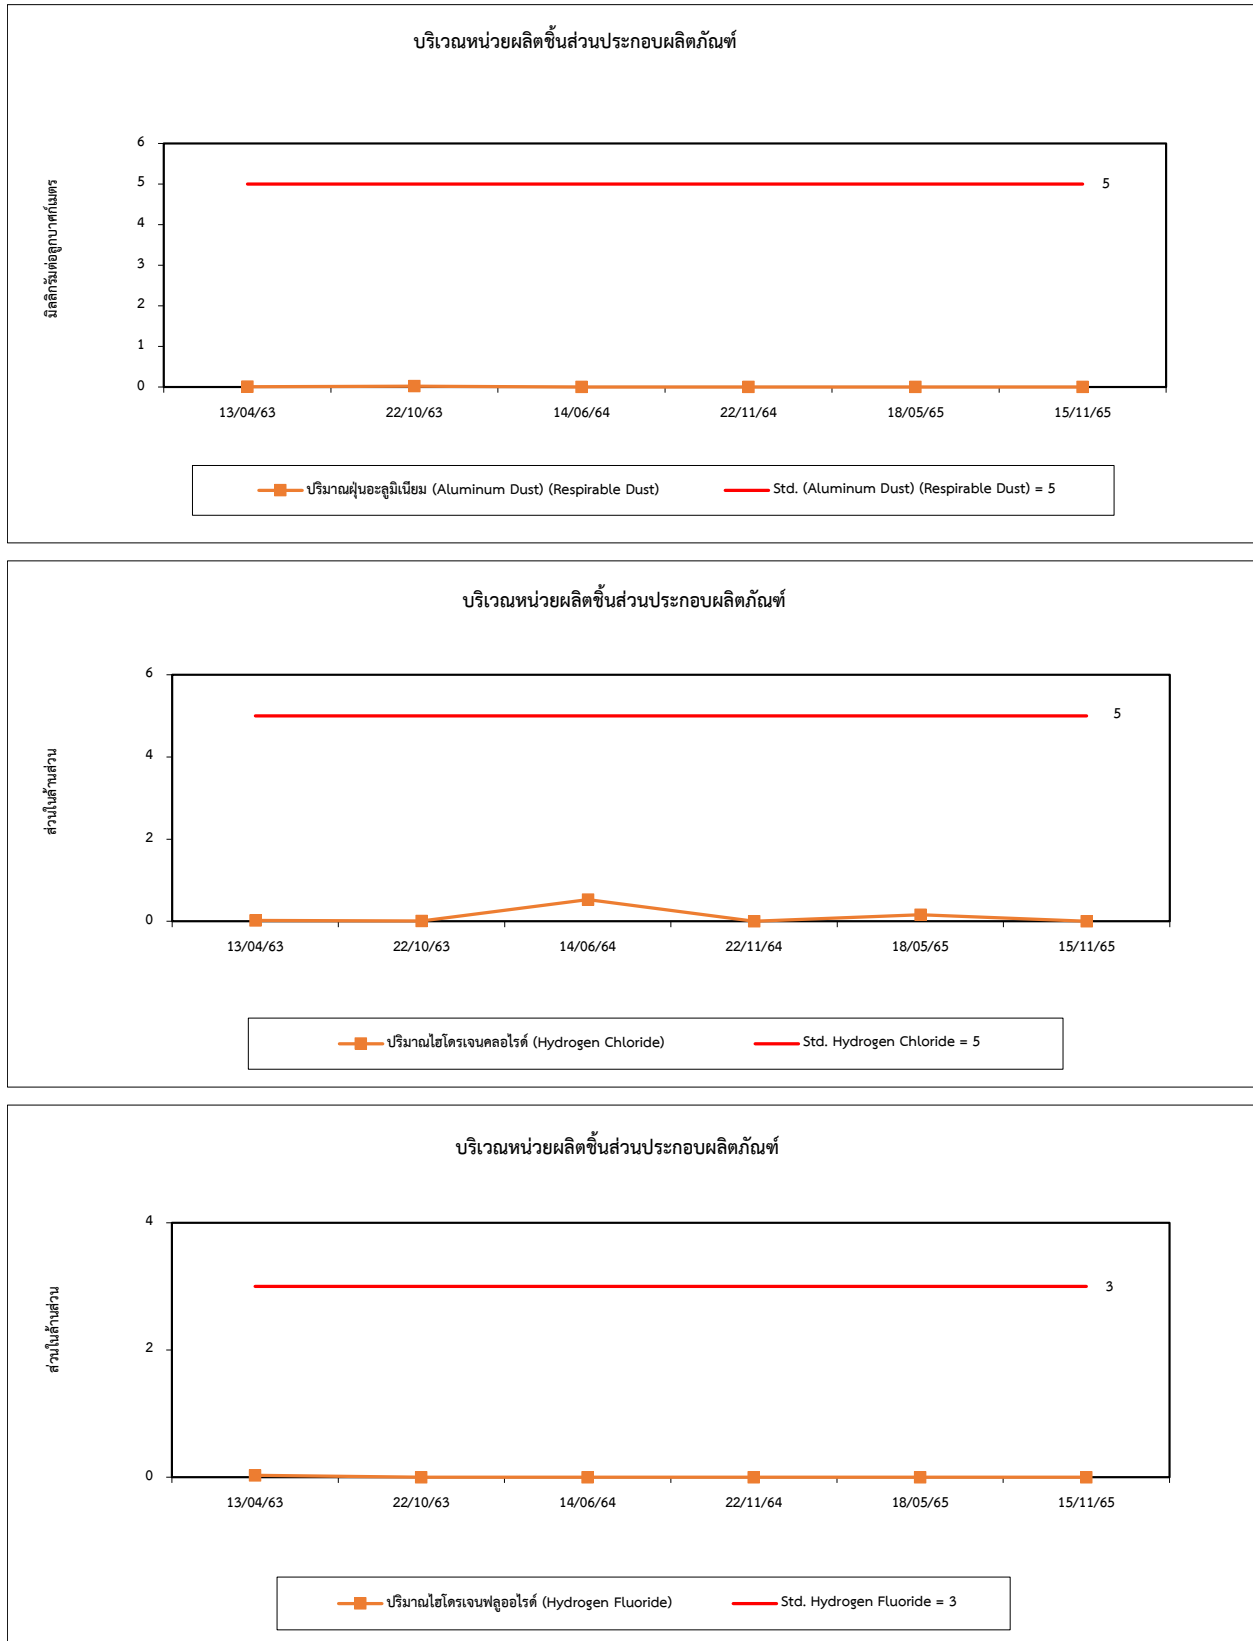 บริเวณหน่วยผลิตชิ้นส่วนประกอบผลิตภัณฑ์
มิลลิกรัมต่อลูกบาศก์เมตร
6
5
4
3
2
1
0
5
13/04/63 22/10/63 14/06/64 22/11/64 18/05/65 15/11/65
ปริมาณฝุ่นอะลูมิเนียม (Aluminum Dust) (Respirable Dust) Std. (Aluminum Dust) (Respirable Dust) = 5
บริเวณหน่วยผลิตชิ้นส่วนประกอบผลิตภัณฑ์
ส่วนในล้านส่วน
6
4
2
0
5
13/04/63 22/10/63 14/06/64 22/11/64 18/05/65 15/11/65
ปริมาณไฮโดรเจนคลอไรด์ (Hydrogen Chloride) Std. Hydrogen Chloride = 5
บริเวณหน่วยผลิตชิ้นส่วนประกอบผลิตภัณฑ์
ส่วนในล้านส่วน
4
2
0
3
13/04/63 22/10/63 14/06/64 22/11/64 18/05/65 15/11/65
ปริมาณไฮโดรเจนฟลูออไรด์ (Hydrogen Fluoride) Std. Hydrogen Fluoride = 3